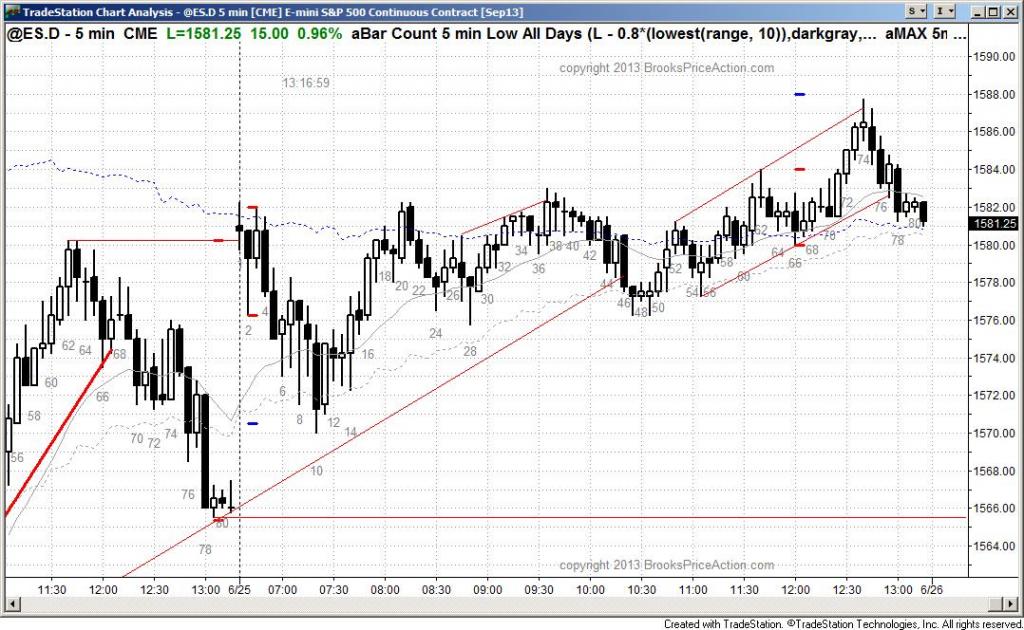 TradeStation Chart Analysis - @ES.D 5 min [CME] E-mini S&P 500 Continuous Contract [Sep13]
S I
@ES.D - 5 min CME L=1581.25 15.00 0.96% aBar Count 5 min Low All Days (L - 0.8*(lowest(range, 10)),darkgray,... aMAX 5n ...
copyright 2013 BrooksPriceAction.com
13:16:59
1590.00
1588.00
1586.00
1584.00
1582.00
1581.25
1580.00
1578.00
1576.00
1574.00
1572.00
1570.00
1568.00
1566.00
1564.00
56 58 60 62 64 66 68 70 72 74 76 78 80
2 4 6 8 10 12 14 16 18 20 22 24 26 28 30 32 34 36 38 40 42 44 46 48 50 52 54 56 58 60 62 64 66 68 70 72 74 76 78 80
copyright 2013 BrooksPriceAction.com
11:30 12:00 12:30 13:00 6/25 07:00 07:30 08:00 08:30 09:00 09:30 10:00 10:30 11:00 11:30 12:00 12:30 13:00 6/26
Created with TradeStation. ©TradeStation Technologies, Inc. All rights reserved.